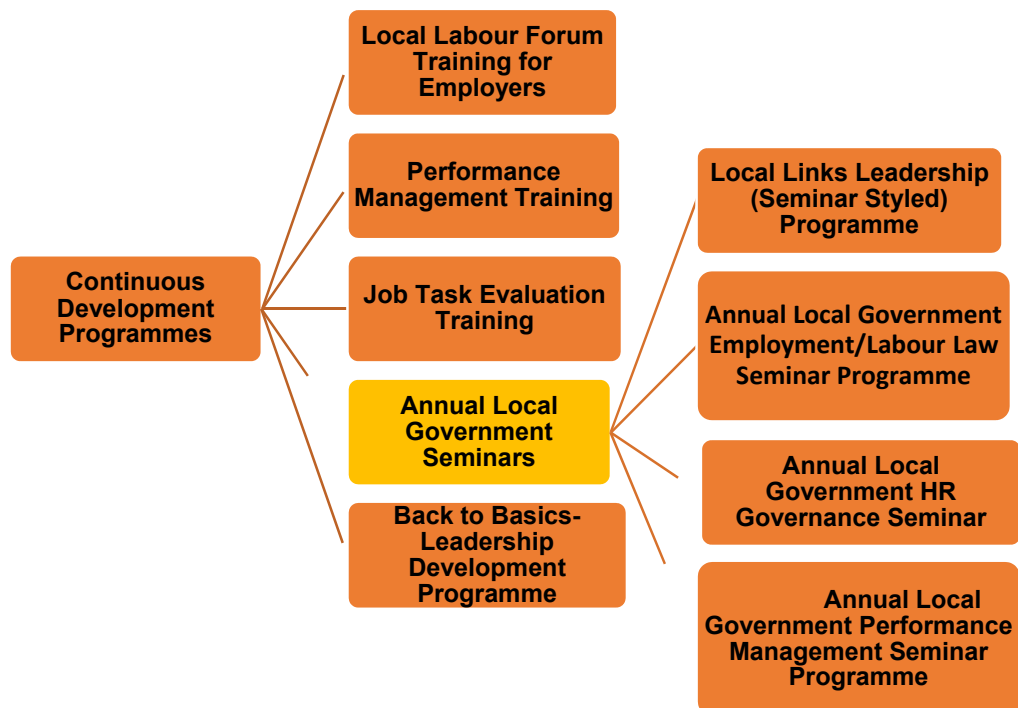 Continuous
Development
Programmes
Local Labour Forum
Training for
Employers
Performance
Management Training
Job Task Evaluation
Training
Annual Local
Government
Seminars
Back to Basics-
Leadership
Development
Programme
Local Links Leadership
(Seminar Styled)
Programme
Annual Local Government
Employment/Labour Law
Seminar Programme
Annual Local
Government HR
Governance Seminar
Annual Local
Government Performance
Management Seminar
Programme